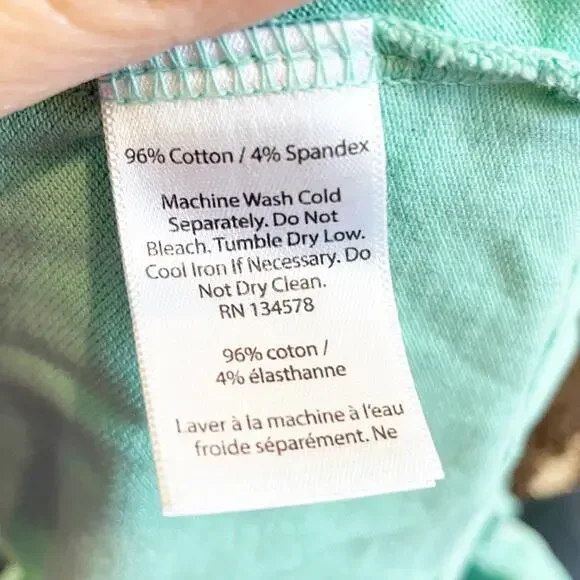 96% Cotton / 4% Spandex
Machine Wash Cold
Separately. Do Not
Bleach. Tumble Dry Low.
Cool Iron If Necessary. Do
Not Dry Clean.
RN 134578
96% coton /
4% élasthanne
Laver à la machine à l'eau
froide séparément. Ne